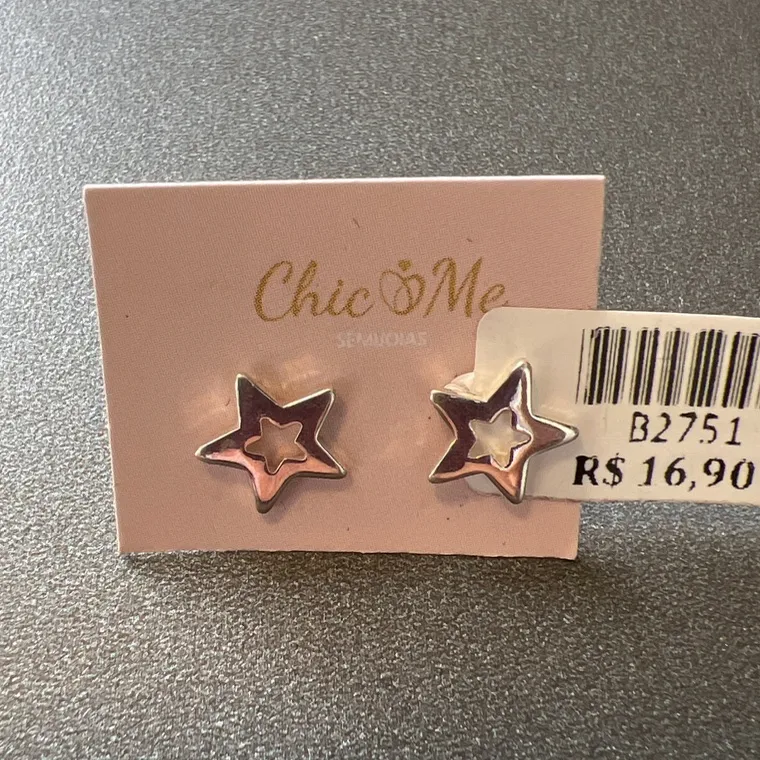 Chic Me
SEMIJOIAS
B2751
R$ 16,90